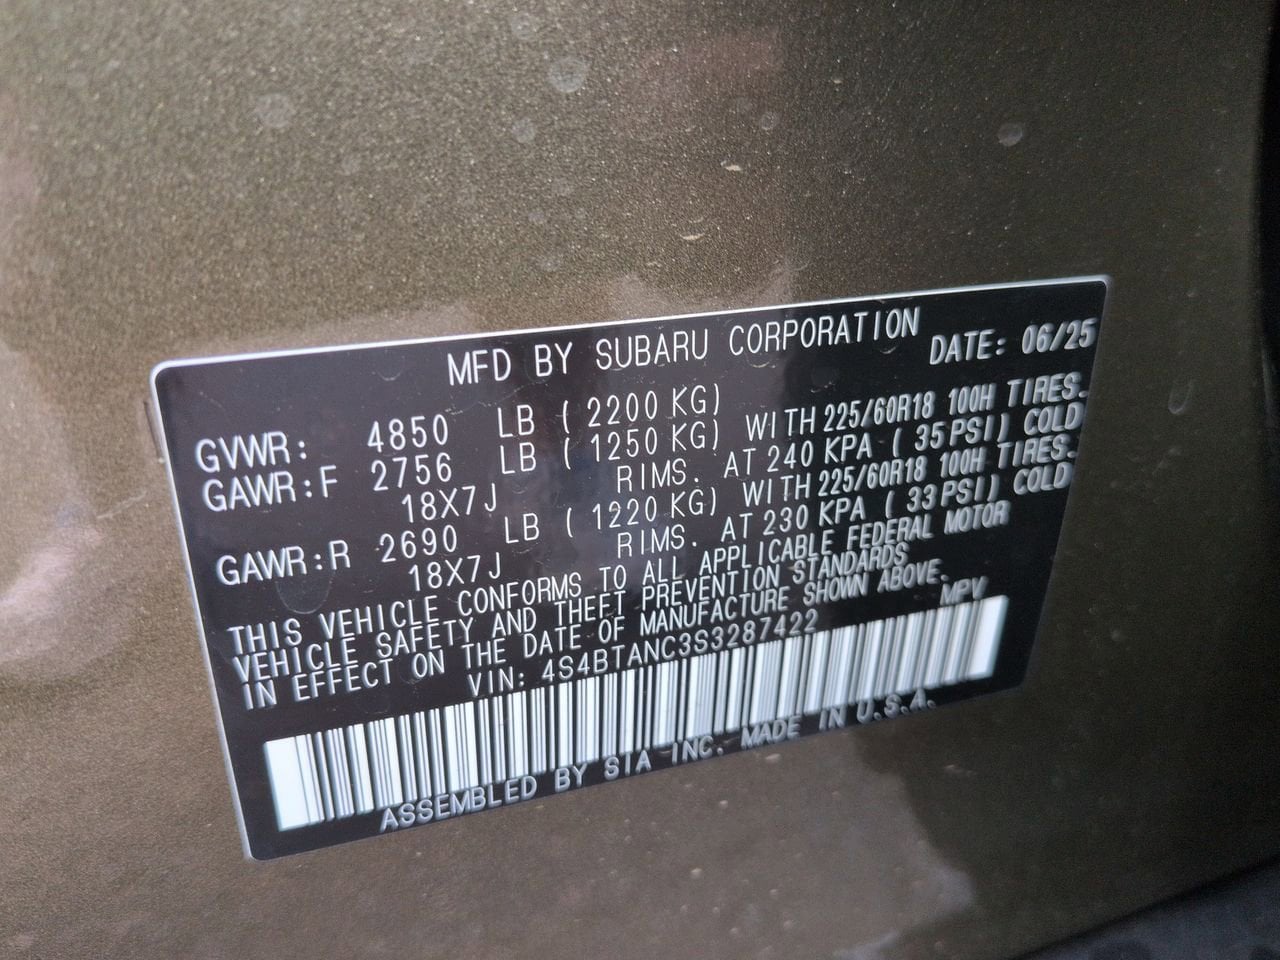 MFD BY SUBARU CORPORATION DATE: 06/25
GVWR: 4850 LB ( 2200 KG)
GAWR:F 2756 LB ( 1250 KG) WITH 225/60R18 100H TIRES.
18X7J RIMS. AT 240 KPA ( 35PSI) COLD
GAWR:R 2690 LB ( 1220 KG) WITH 225/60R18 100H TIRES.
18X7J RIMS. AT 230 KPA ( 33PSI) COLD
THIS VEHICLE CONFORMS TO ALL APPLICABLE FEDERAL MOTOR
VEHICLE SAFETY AND THEFT PREVENTION STANDARDS
IN EFFECT ON THE DATE OF MANUFACTURE SHOWN ABOVE.
VIN: 4S4BTANC3S3287422 MPV
ASSEMBLED BY SIA INC. MADE IN U.S.A.